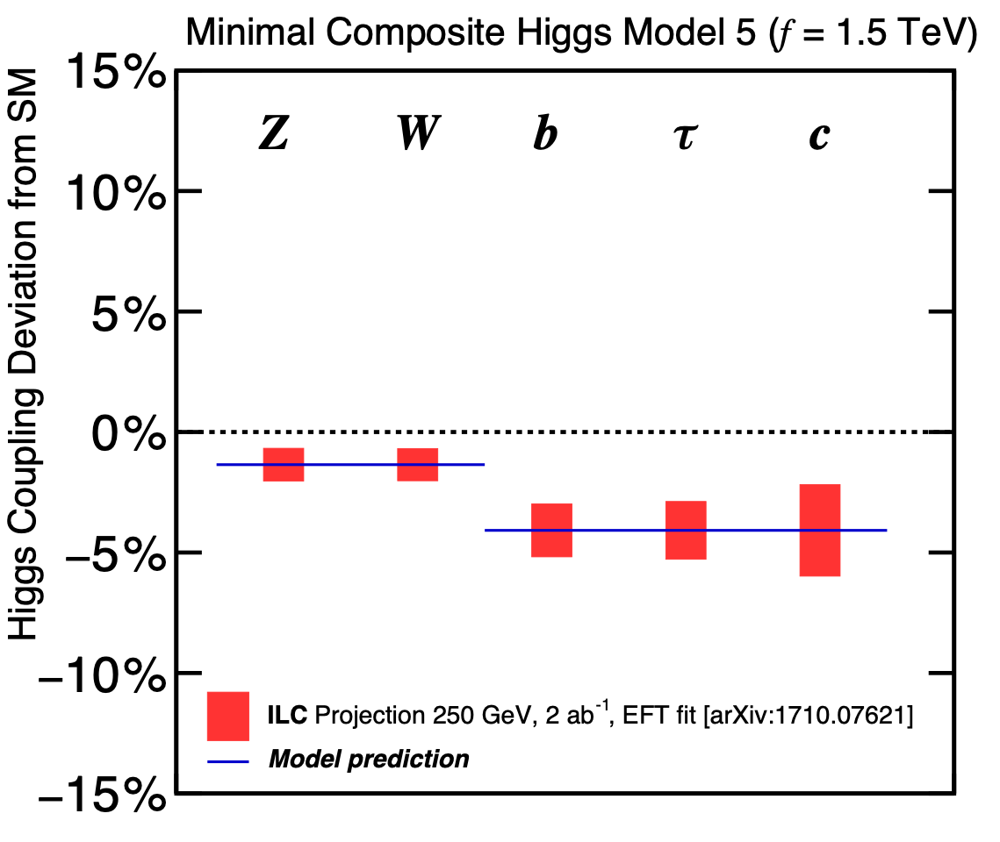 Minimal Composite Higgs Model 5 (f = 1.5 TeV)
Higgs Coupling Deviation from SM
15%
Z W b τ c
10%
5%
0%
−5%
−10%
ILC Projection 250 GeV, 2 ab-1, EFT fit [arXiv:1710.07621]
Model prediction
−15%